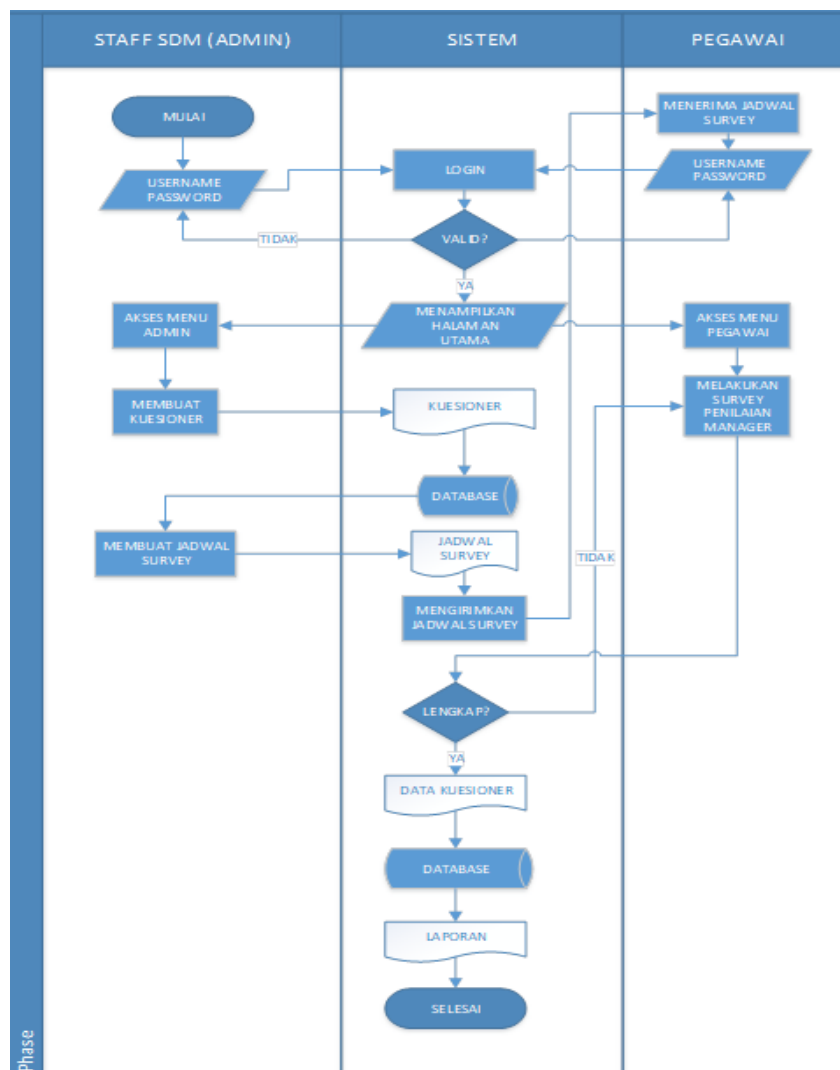 STAFF SDM (ADMIN)
SISTEM
PEGAWAI
MULAI
MENERIMA JADWAL
SURVEY
USERNAME
PASSWORD
LOGIN
USERNAME
PASSWORD
TIDAK
VALID?
YA
AKSES MENU
ADMIN
MENAMPILKAN
HALAMAN
UTAMA
AKSES MENU
PEGAWAI
MEMBUAT
KUESIONER
KUESIONER
MELAKUKAN
SURVEY
PENILAIAN
MANAGER
DATABASE
MEMBUAT JADWAL
SURVEY
JADWAL
SURVEY
TIDAK
MENGIRIMKAN
JADWAL SURVEY
LENGKAP?
YA
DATA KUESIONER
DATABASE
LAPORAN
SELESAI
Phase